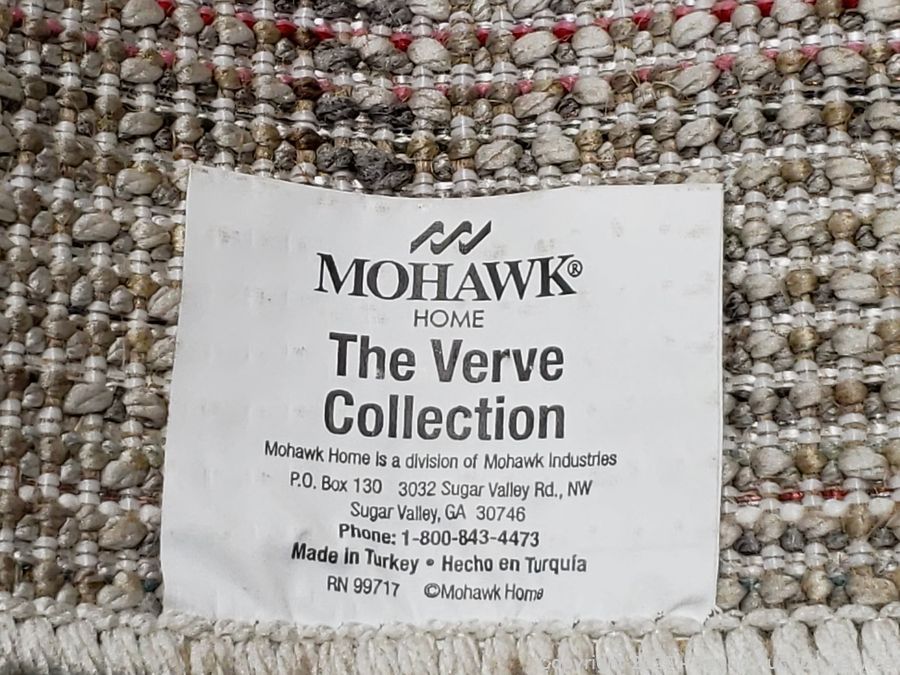 MOHAWK®
HOME
The Verve
Collection
Mohawk Home is a division of Mohawk Industries
P.O. Box 130 3032 Sugar Valley Rd., NW
Sugar Valley, GA 30746
Phone: 1-800-843-4473
Made in Turkey • Hecho en Turquía
RN 99717 ©Mohawk Home
Copyright